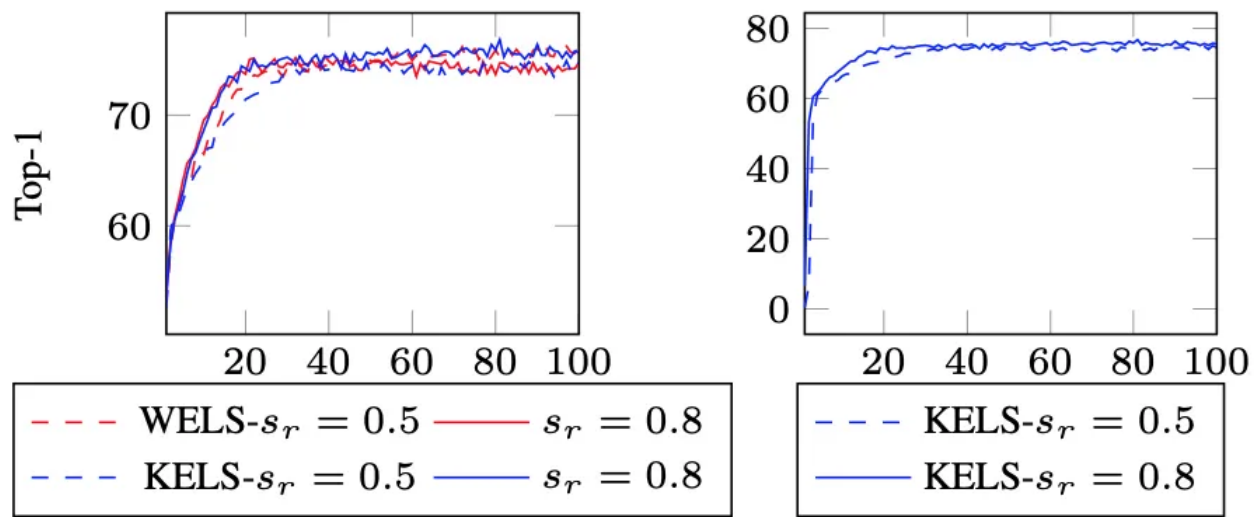 Top-1
70
60
20 40 60 80 100
WELS-$s_r$ = 0.5 $s_r$ = 0.8
KELS-$s_r$ = 0.5 $s_r$ = 0.8
80
60
40
20
0
20 40 60 80 100
KELS-$s_r$ = 0.5
KELS-$s_r$ = 0.8